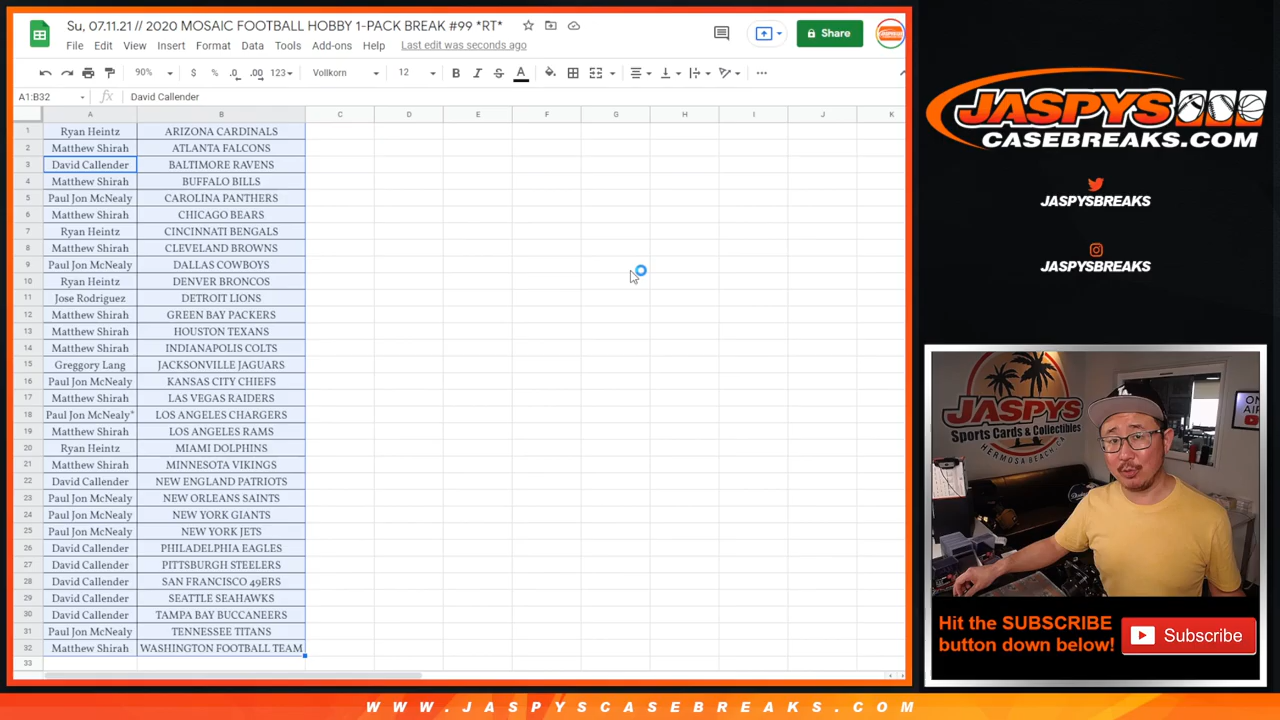 Su, 07.11.21 // 2020 MOSAIC FOOTBALL HOBBY 1-PACK BREAK #99 *RT*
File Edit View Insert Format Data Tools Add-ons Help Last edit was seconds ago
Share
90% $ % .0 .00 123 Vollkorn 12 B I S A
A1:B32 fx David Callender
A B C D E F G H I J K
1 Ryan Heintz ARIZONA CARDINALS
2 Matthew Shirah ATLANTA FALCONS
3 David Callender BALTIMORE RAVENS
4 Matthew Shirah BUFFALO BILLS
5 Paul Jon McNealy CAROLINA PANTHERS
6 Matthew Shirah CHICAGO BEARS
7 Ryan Heintz CINCINNATI BENGALS
8 Matthew Shirah CLEVELAND BROWNS
9 Paul Jon McNealy DALLAS COWBOYS
10 Ryan Heintz DENVER BRONCOS
11 Jose Rodriguez DETROIT LIONS
12 Matthew Shirah GREEN BAY PACKERS
13 Matthew Shirah HOUSTON TEXANS
14 Matthew Shirah INDIANAPOLIS COLTS
15 Greggory Lang JACKSONVILLE JAGUARS
16 Paul Jon McNealy KANSAS CITY CHIEFS
17 Matthew Shirah LAS VEGAS RAIDERS
18 Paul Jon McNealy* LOS ANGELES CHARGERS
19 Matthew Shirah LOS ANGELES RAMS
20 Ryan Heintz MIAMI DOLPHINS
21 Matthew Shirah MINNESOTA VIKINGS
22 David Callender NEW ENGLAND PATRIOTS
23 Paul Jon McNealy NEW ORLEANS SAINTS
24 Paul Jon McNealy NEW YORK GIANTS
25 Paul Jon McNealy NEW YORK JETS
26 David Callender PHILADELPHIA EAGLES
27 David Callender PITTSBURGH STEELERS
28 David Callender SAN FRANCISCO 49ERS
29 David Callender SEATTLE SEAHAWKS
30 David Callender TAMPA BAY BUCCANEERS
31 Paul Jon McNealy TENNESSEE TITANS
32 Matthew Shirah WASHINGTON FOOTBALL TEAM
33
JASPYS
CASEBREAKS.COM
JASPYSBREAKS
JASPYSBREAKS
JASPYS
Sports Cards & Collectibles
HERMOSA BEACH, CA
ON
AIR
Hit the SUBSCRIBE
button down below!
Subscribe
WWW.JASPYSCASEBREAKS.COM